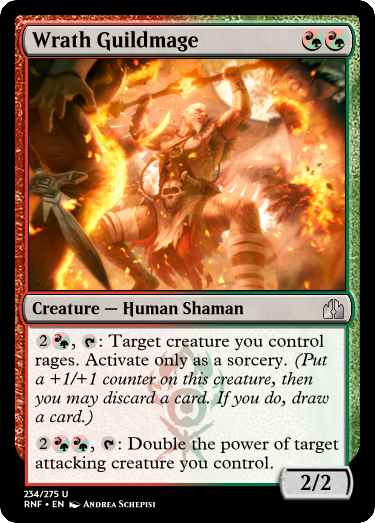 Wrath Guildmage
Creature — Human Shaman
2, : Target creature you control
rages. Activate only as a sorcery. (Put
a +1/+1 counter on this creature, then
you may discard a card. If you do, draw
a card.)
2, : Double the power of target
attacking creature you control.
2/2
234/275 U
RNF • EN Andrea Schepisi